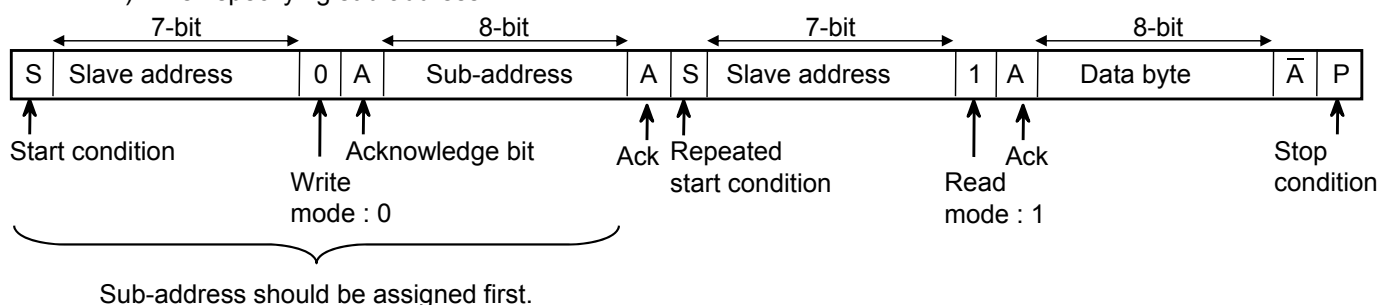 7-bit 8-bit 7-bit 8-bit
S Slave address 0 A Sub-address A S Slave address 1 A Data byte A̅ P
Start condition Acknowledge bit Ack Repeated start condition Ack Stop condition
Write mode : 0 Read mode : 1
Sub-address should be assigned first.